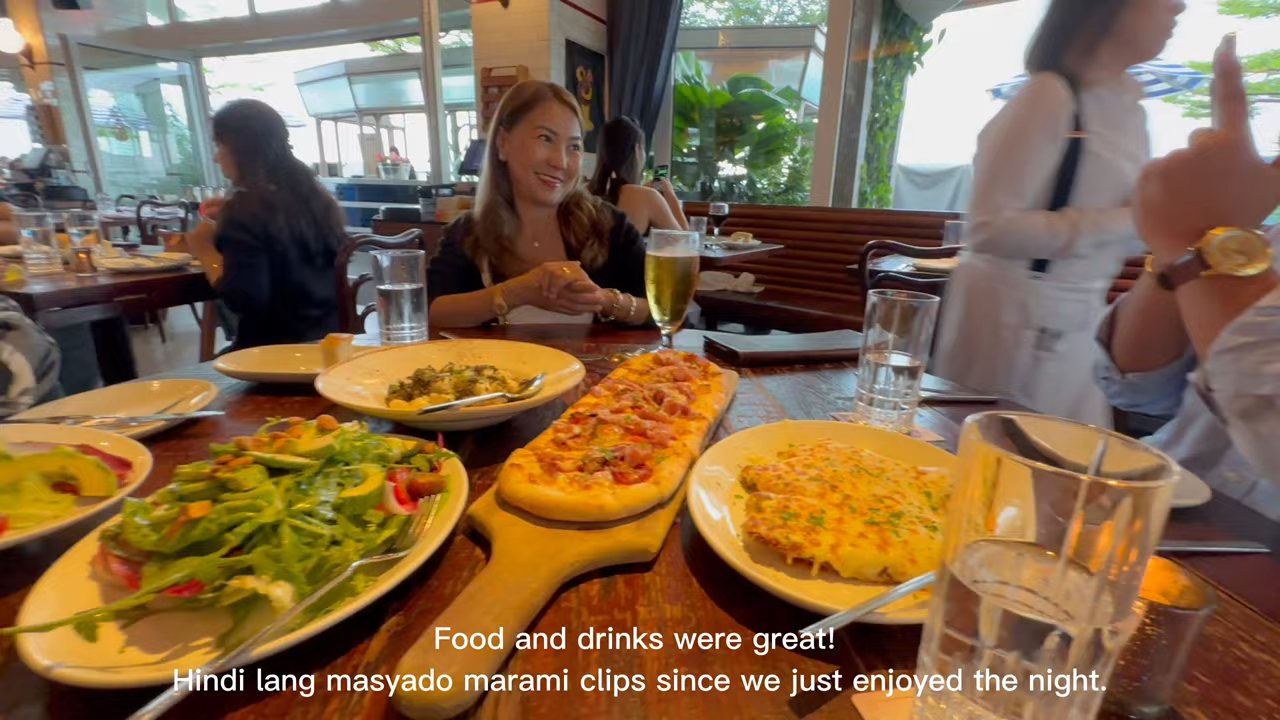 Food and drinks were great!
Hindi lang masyado marami clips since we just enjoyed the night.